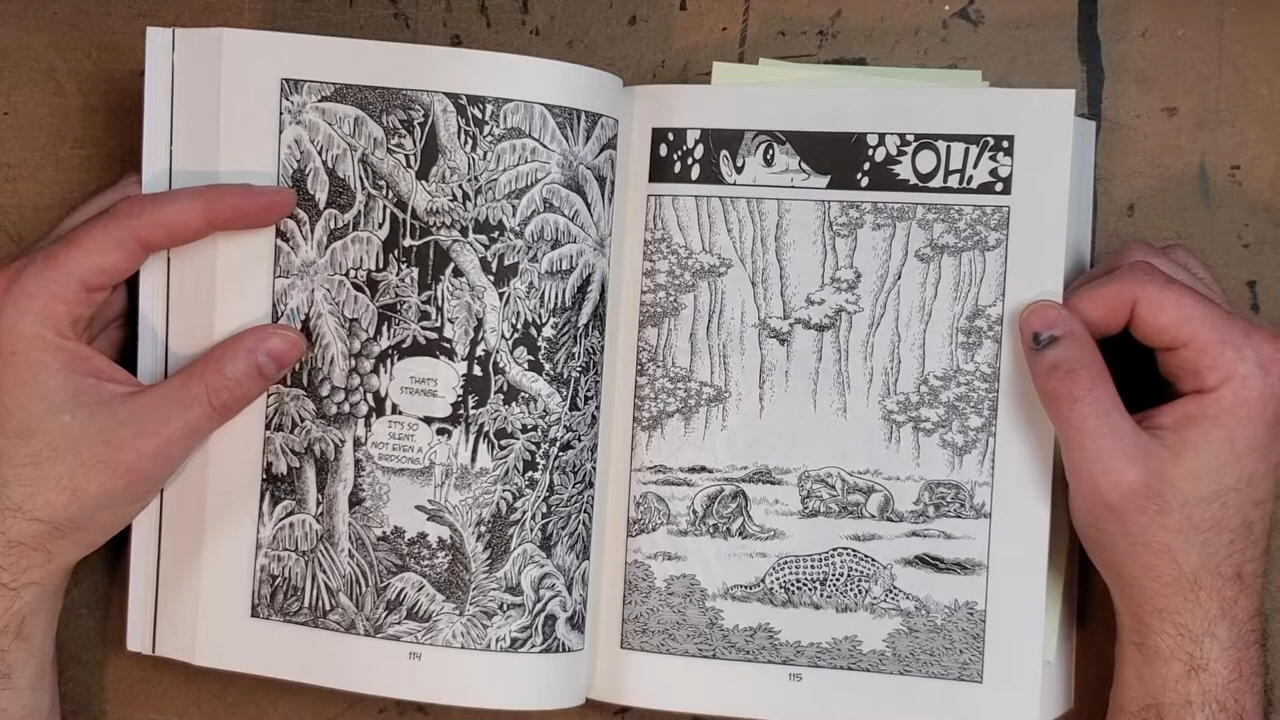 THAT'S
STRANGE...
IT'S SO
SILENT.
NOT EVEN A
BIRDSONG.
114
OH!
115